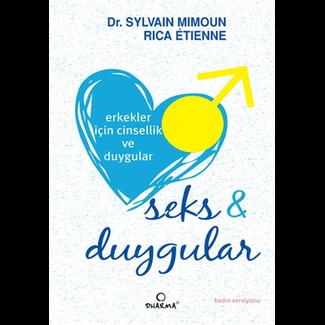 Dr. SYLVAIN MIMOUN
RICA ÉTIENNE
erkekler
için cinsellik
ve
duygular
seks &
duygular
kadın versiyonu
DHARMA®